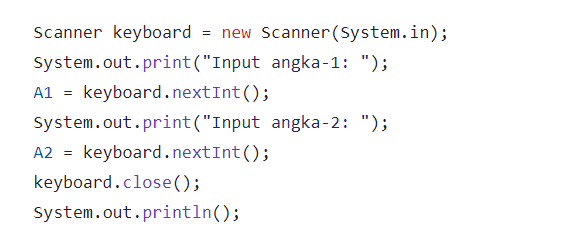 Scanner keyboard = new Scanner(System.in);
System.out.print("Input angka-1: ");
A1 = keyboard.nextInt();
System.out.print("Input angka-2: ");
A2 = keyboard.nextInt();
keyboard.close();
System.out.println();